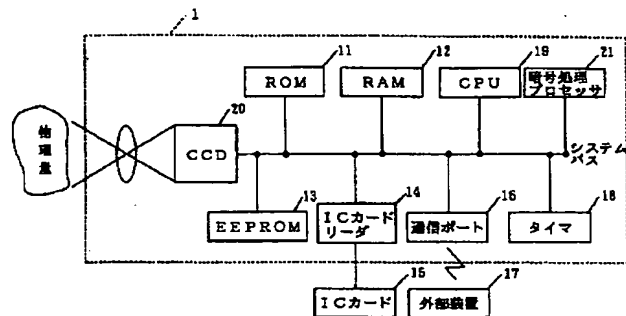 1
11
12
19
21
ROM
RAM
CPU
暗号処理
プロセッサ
20
物理量
CCD
システム
バス
13
14
16
18
EEPROM
ICカード
リーダ
通信ポート
タイマ
15
17
ICカード
外部装置